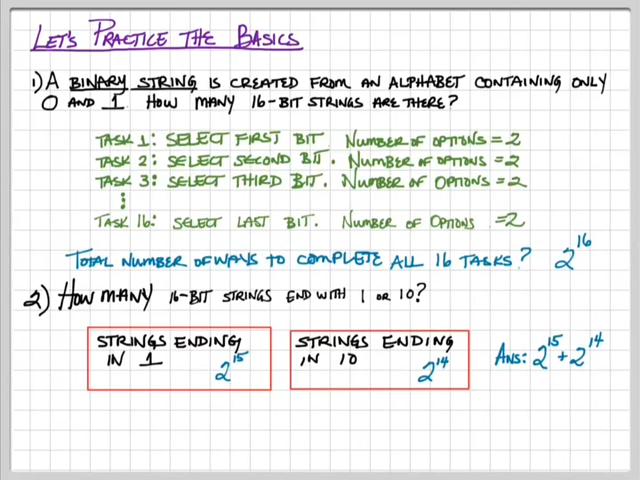 LET'S PRACTICE THE BASICS
1) A BINARY STRING IS CREATED FROM AN ALPHABET CONTAINING ONLY
0 AND 1. HOW MANY 16-BIT STRINGS ARE THERE?
TASK 1: SELECT FIRST BIT NUMBER OF OPTIONS = 2
TASK 2: SELECT SECOND BIT. NUMBER OF OPTIONS = 2
TASK 3: SELECT THIRD BIT. NUMBER OF OPTIONS = 2
⋮
TASK 16: SELECT LAST BIT. NUMBER OF OPTIONS = 2
TOTAL NUMBER OF WAYS TO COMPLETE ALL 16 TASKS? 2^16
2) HOW MANY 16-BIT STRINGS END WITH 1 OR 10?
STRINGS ENDING
IN 1 2^15
STRINGS ENDING
IN 10 2^14
ANS: 2^15 + 2^14